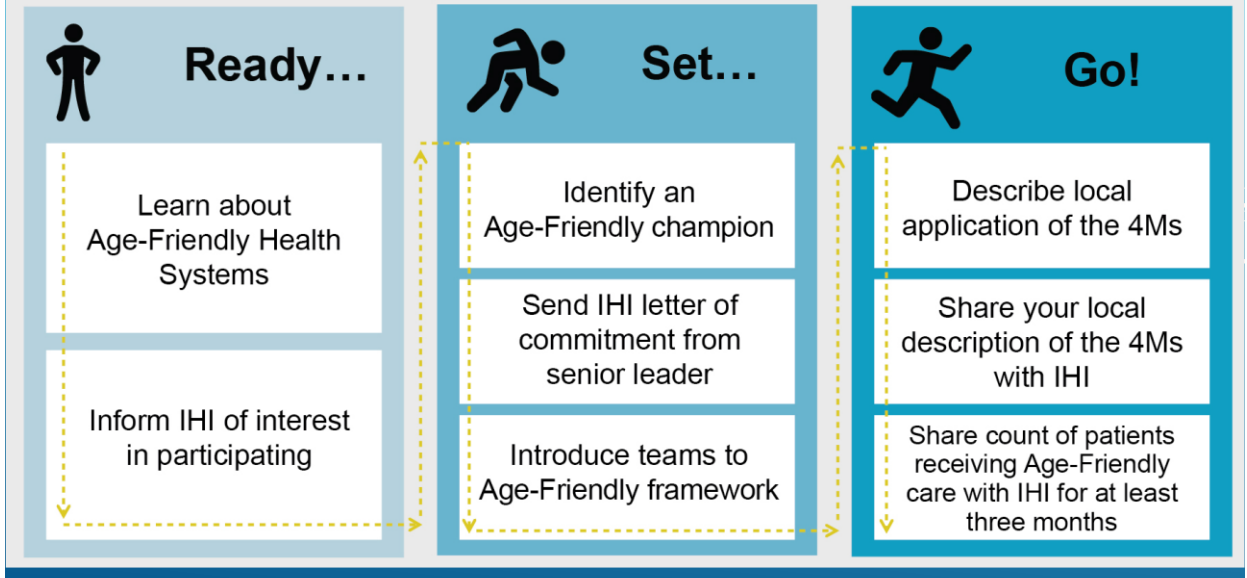 Ready…
Learn about
Age-Friendly Health
Systems
Inform IHI of interest
in participating
Set…
Identify an
Age-Friendly champion
Send IHI letter of
commitment from
senior leader
Introduce teams to
Age-Friendly framework
Go!
Describe local
application of the 4Ms
Share your local
description of the 4Ms
with IHI
Share count of patients
receiving Age-Friendly
care with IHI for at least
three months